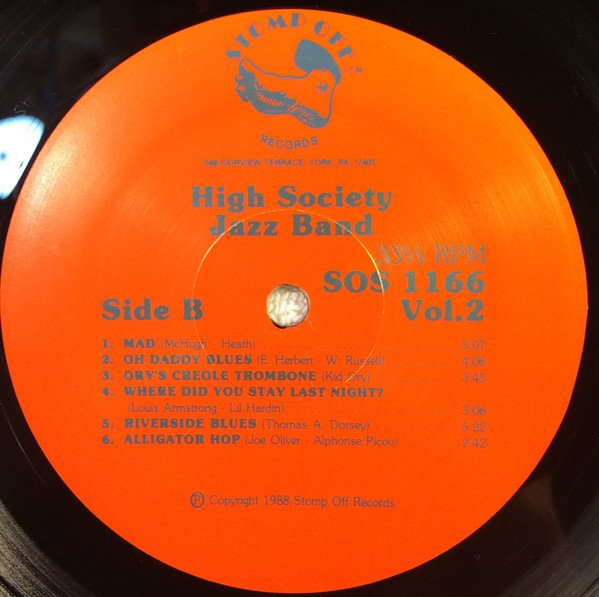 STOMP OFF
RECORDS
549 FAIRVIEW TERRACE, YORK, PA. 17403
High Society
Jazz Band
33⅓ RPM
SOS 1166
Side B
Vol.2
1. MAD (McHugh - Heath) 5:07
2. OH DADDY BLUES (E. Herbert - W. Russell) 4:06
3. ORY'S CREOLE TROMBONE (Kid Ory) 3:45
4. WHERE DID YOU STAY LAST NIGHT?
(Louis Armstrong - Lil Hardin) 3:06
5. RIVERSIDE BLUES (Thomas A. Dorsey) 5:22
6. ALLIGATOR HOP (Joe Oliver - Alphonse Picou) 2:42
℗ Copyright 1988 Stomp Off Records